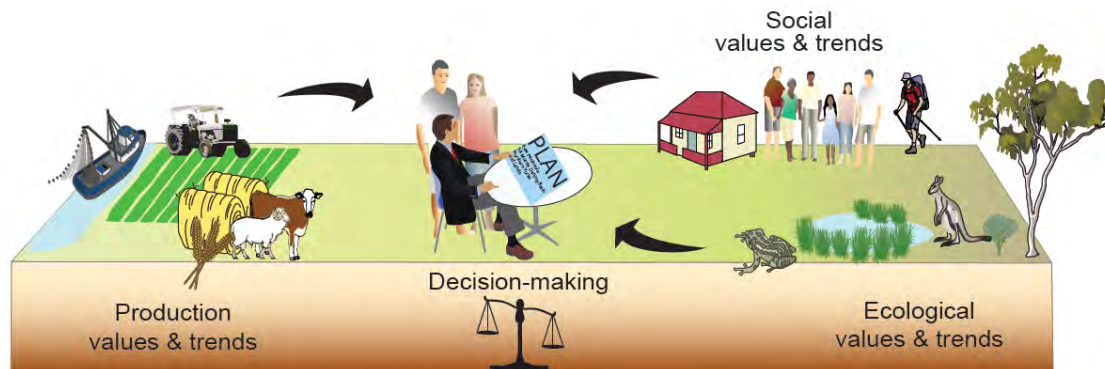 Social
values & trends
PLAN
Decision-making
Production
values & trends
Ecological
values & trends